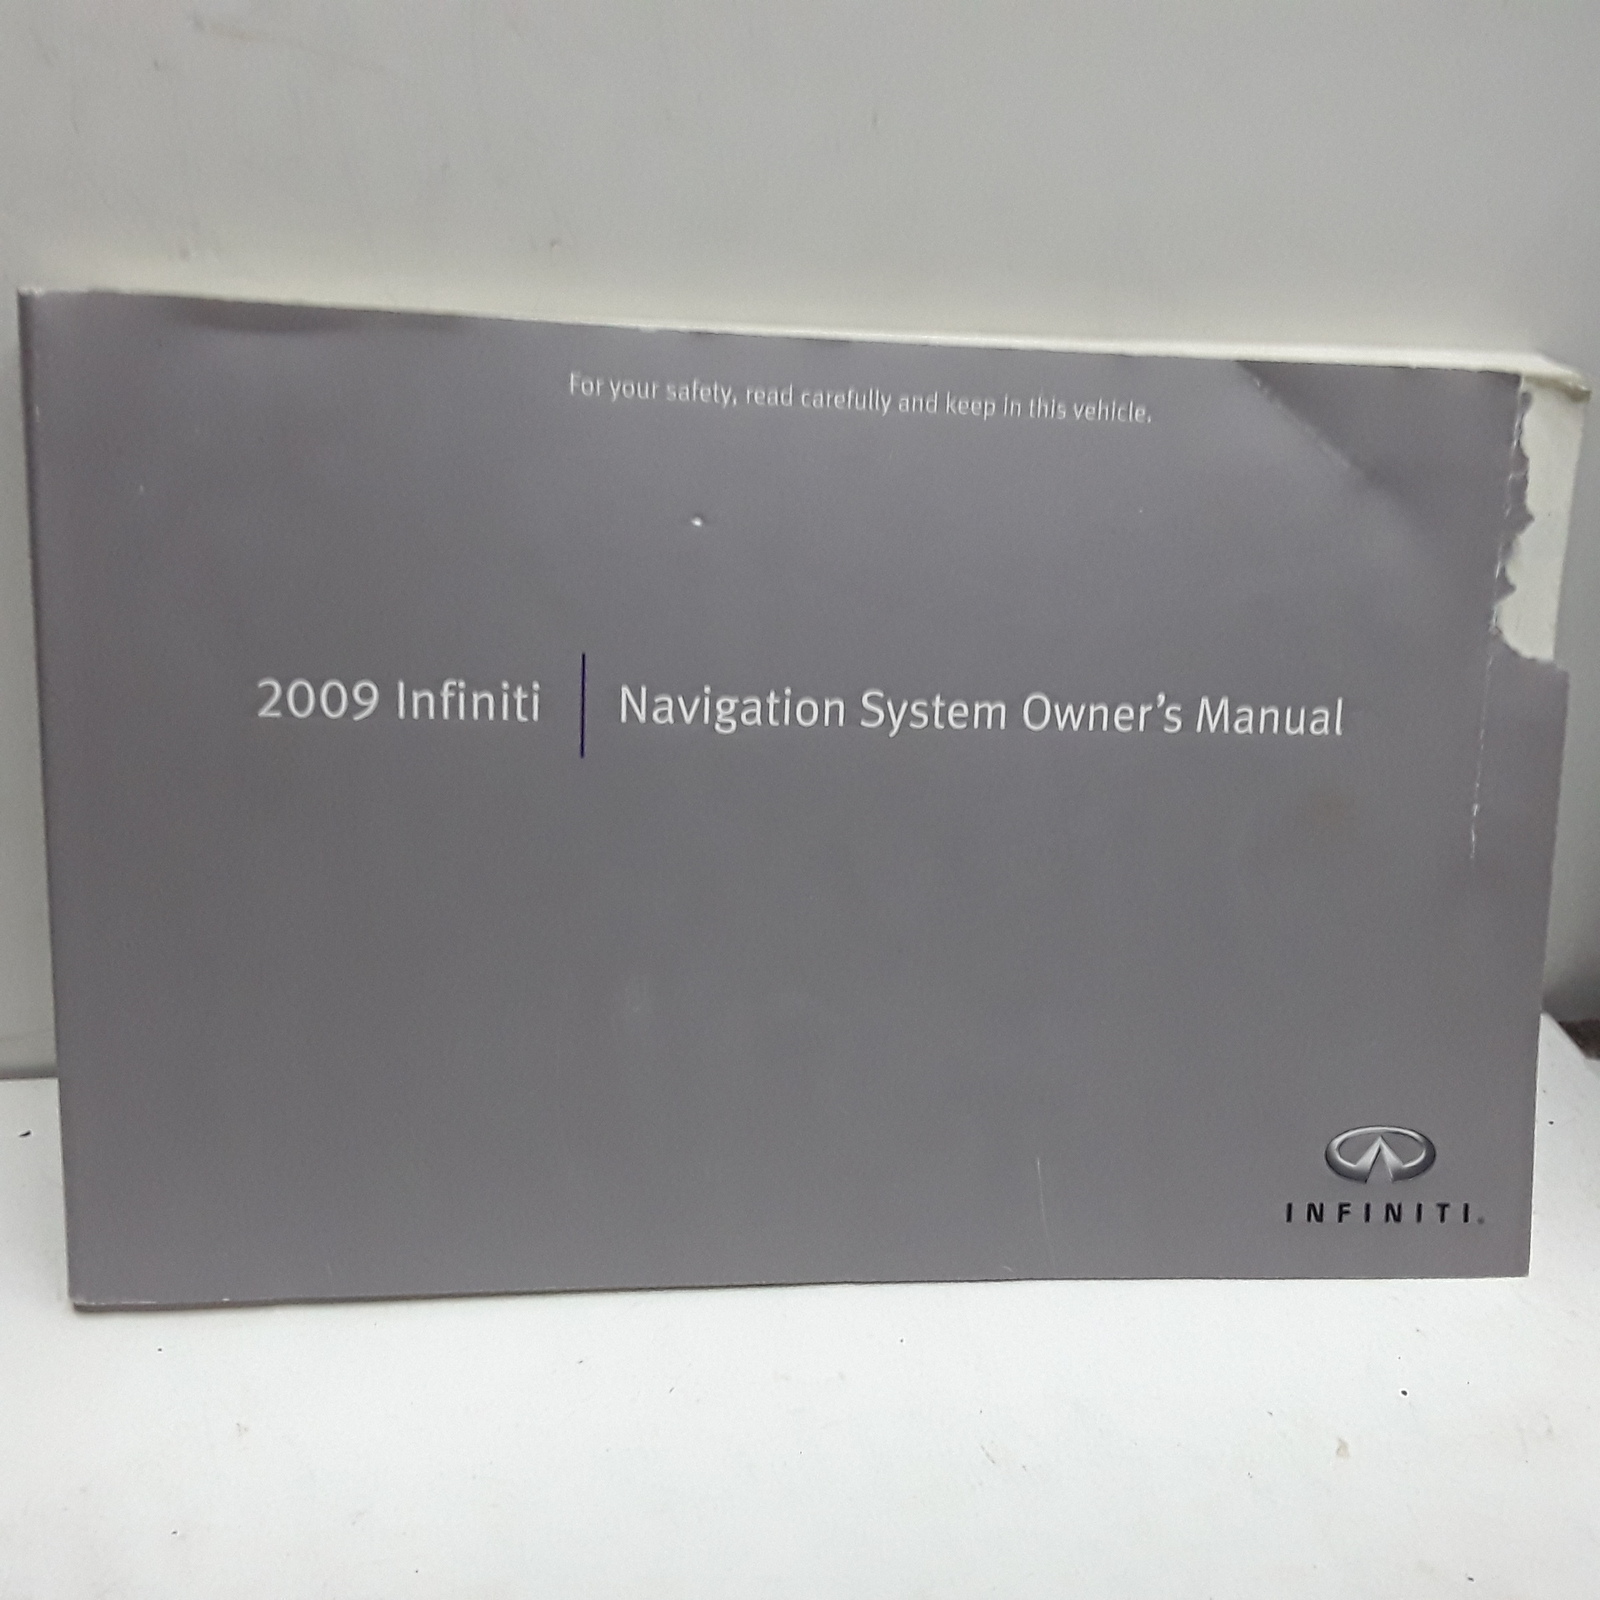 For your safety, read carefully and keep in this vehicle.
2009 Infiniti | Navigation System Owner's Manual
INFINITI®